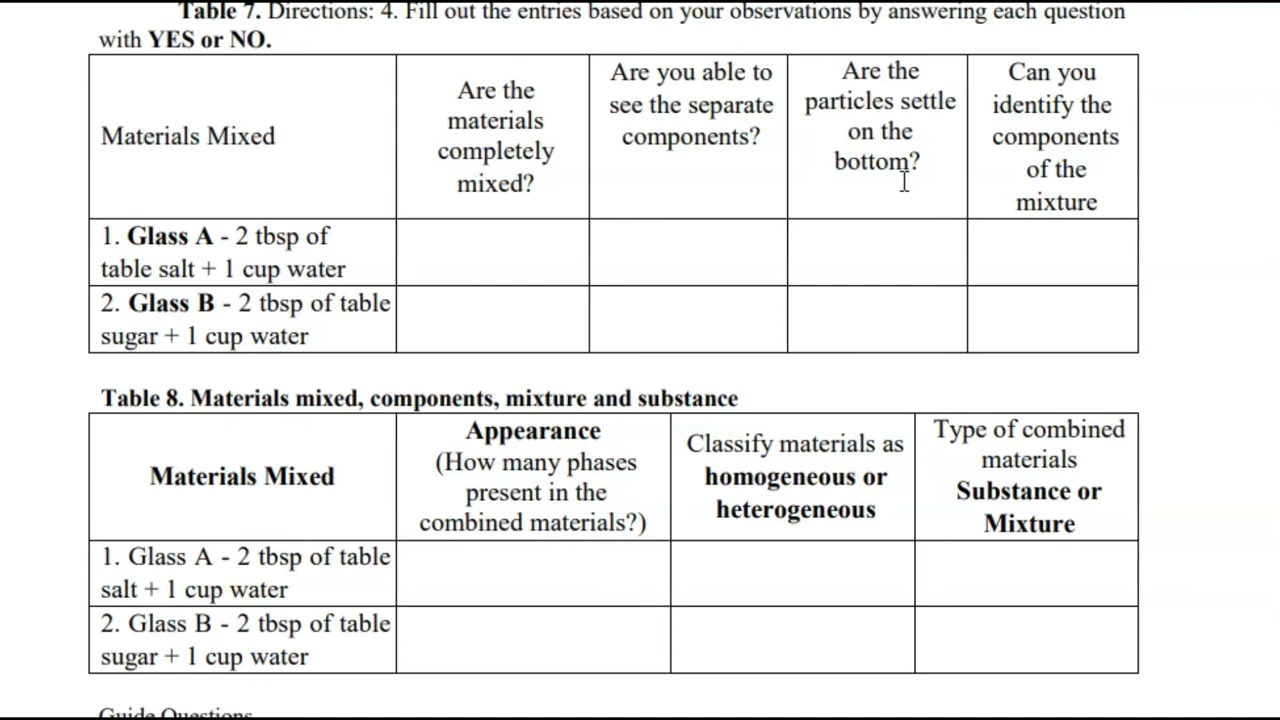 Table 7. Directions: 4. Fill out the entries based on your observations by answering each question
with YES or NO.
Materials Mixed
Are the
materials
completely
mixed?
Are you able to
see the separate
components?
Are the
particles settle
on the
bottom?
Can you
identify the
components
of the
mixture
1. Glass A - 2 tbsp of
table salt + 1 cup water
2. Glass B - 2 tbsp of table
sugar + 1 cup water
Table 8. Materials mixed, components, mixture and substance
Materials Mixed
Appearance
(How many phases
present in the
combined materials?)
Classify materials as
homogeneous or
heterogeneous
Type of combined
materials
Substance or
Mixture
1. Glass A - 2 tbsp of table
salt + 1 cup water
2. Glass B - 2 tbsp of table
sugar + 1 cup water
Guide Questions